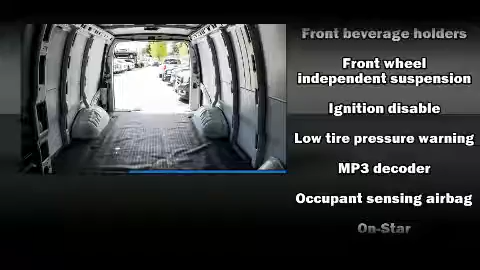 Front beverage holders
Front wheel
independent suspension
Ignition disable
Low tire pressure warning
MP3 decoder
Occupant sensing airbag
On-Star